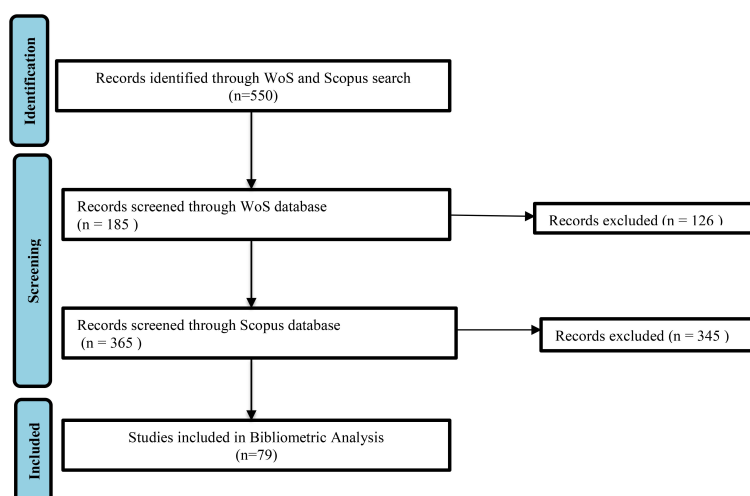 Identification
Records identified through WoS and Scopus search
(n=550)
Screening
Records screened through WoS database
(n = 185 )
Records excluded (n = 126 )
Records screened through Scopus database
(n = 365 )
Records excluded (n = 345 )
Included
Studies included in Bibliometric Analysis
(n=79)